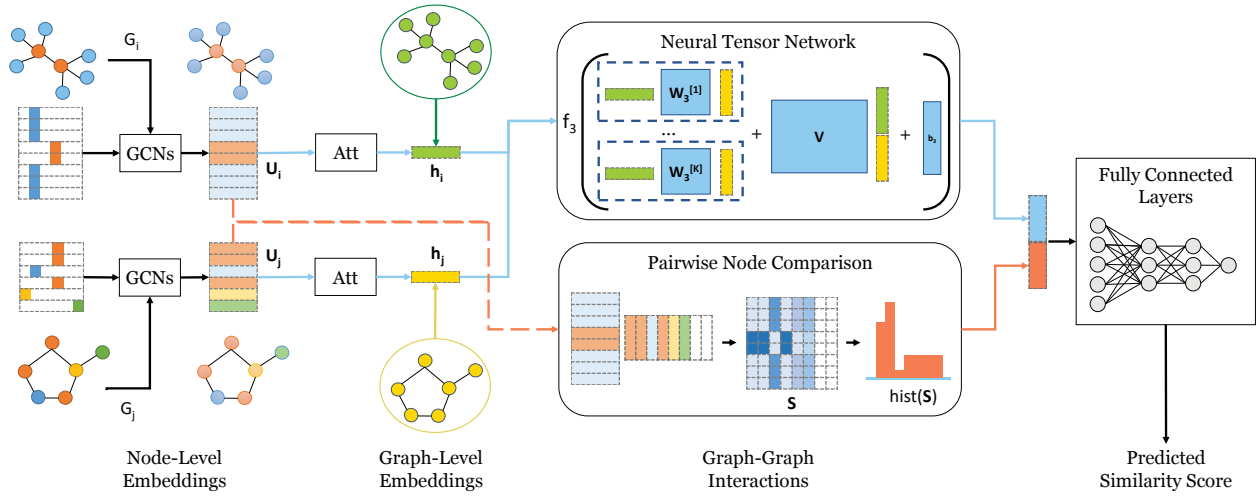 G_i
GCNs
U_i
Att
h_i
Neural Tensor Network
f_3
W_3^[1]
...
W_3^[K]
+
V
+
b_3
Fully Connected
Layers
GCNs
U_j
Att
h_j
G_j
Pairwise Node Comparison
S
hist(S)
Node-Level
Embeddings
Graph-Level
Embeddings
Graph-Graph
Interactions
Predicted
Similarity Score